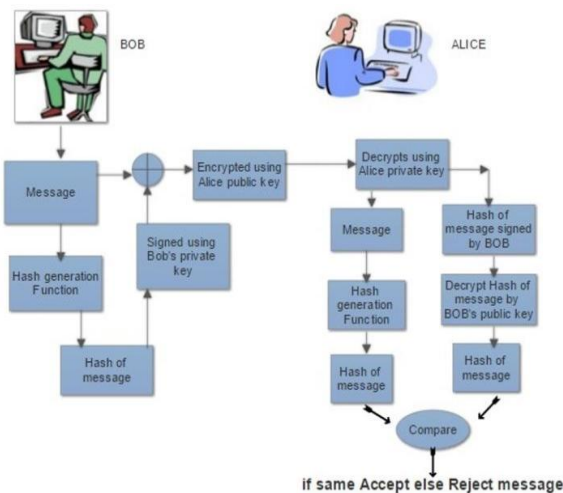 BOB
ALICE
Message
Encrypted using
Alice public key
Decrypts using
Alice private key
Signed using
Bob's private
key
Hash generation
Function
Hash of
message
Message
Hash
generation
Function
Hash of
message
Hash of
message signed
by BOB
Decrypt Hash of
message by
BOB's public key
Hash of
message
Compare
if same Accept else Reject message